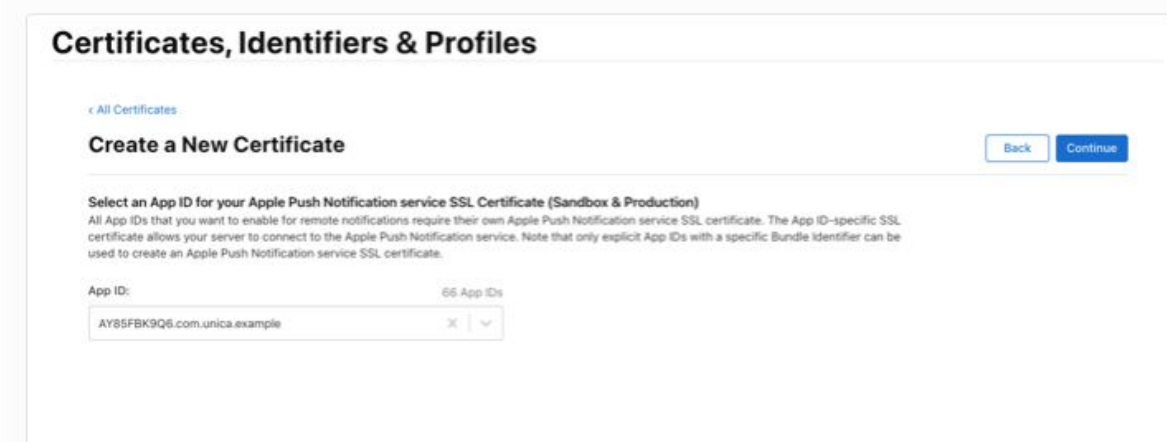 Certificates, Identifiers & Profiles
‹ All Certificates
Create a New Certificate
Back
Continue
Select an App ID for your Apple Push Notification service SSL Certificate (Sandbox & Production)
All App IDs that you want to enable for remote notifications require their own Apple Push Notification service SSL certificate. The App ID-specific SSL
certificate allows your server to connect to the Apple Push Notification service. Note that only explicit App IDs with a specific Bundle Identifier can be
used to create an Apple Push Notification service SSL certificate.
App ID:
66 App IDs
AY85FBK9Q6.com.unica.example